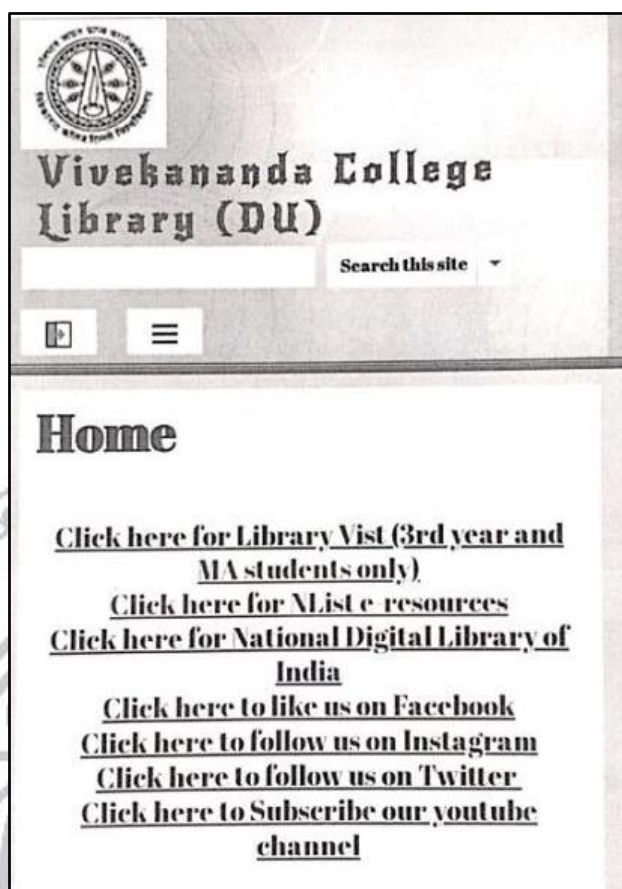 Vivekananda College
Library (DU)
Search this site
Home
Click here for Library Vist (3rd year and
MA students only)
Click here for NList e-resources
Click here for National Digital Library of
India
Click here to like us on Facebook
Click here to follow us on Instagram
Click here to follow us on Twitter
Click here to Subscribe our youtube
channel